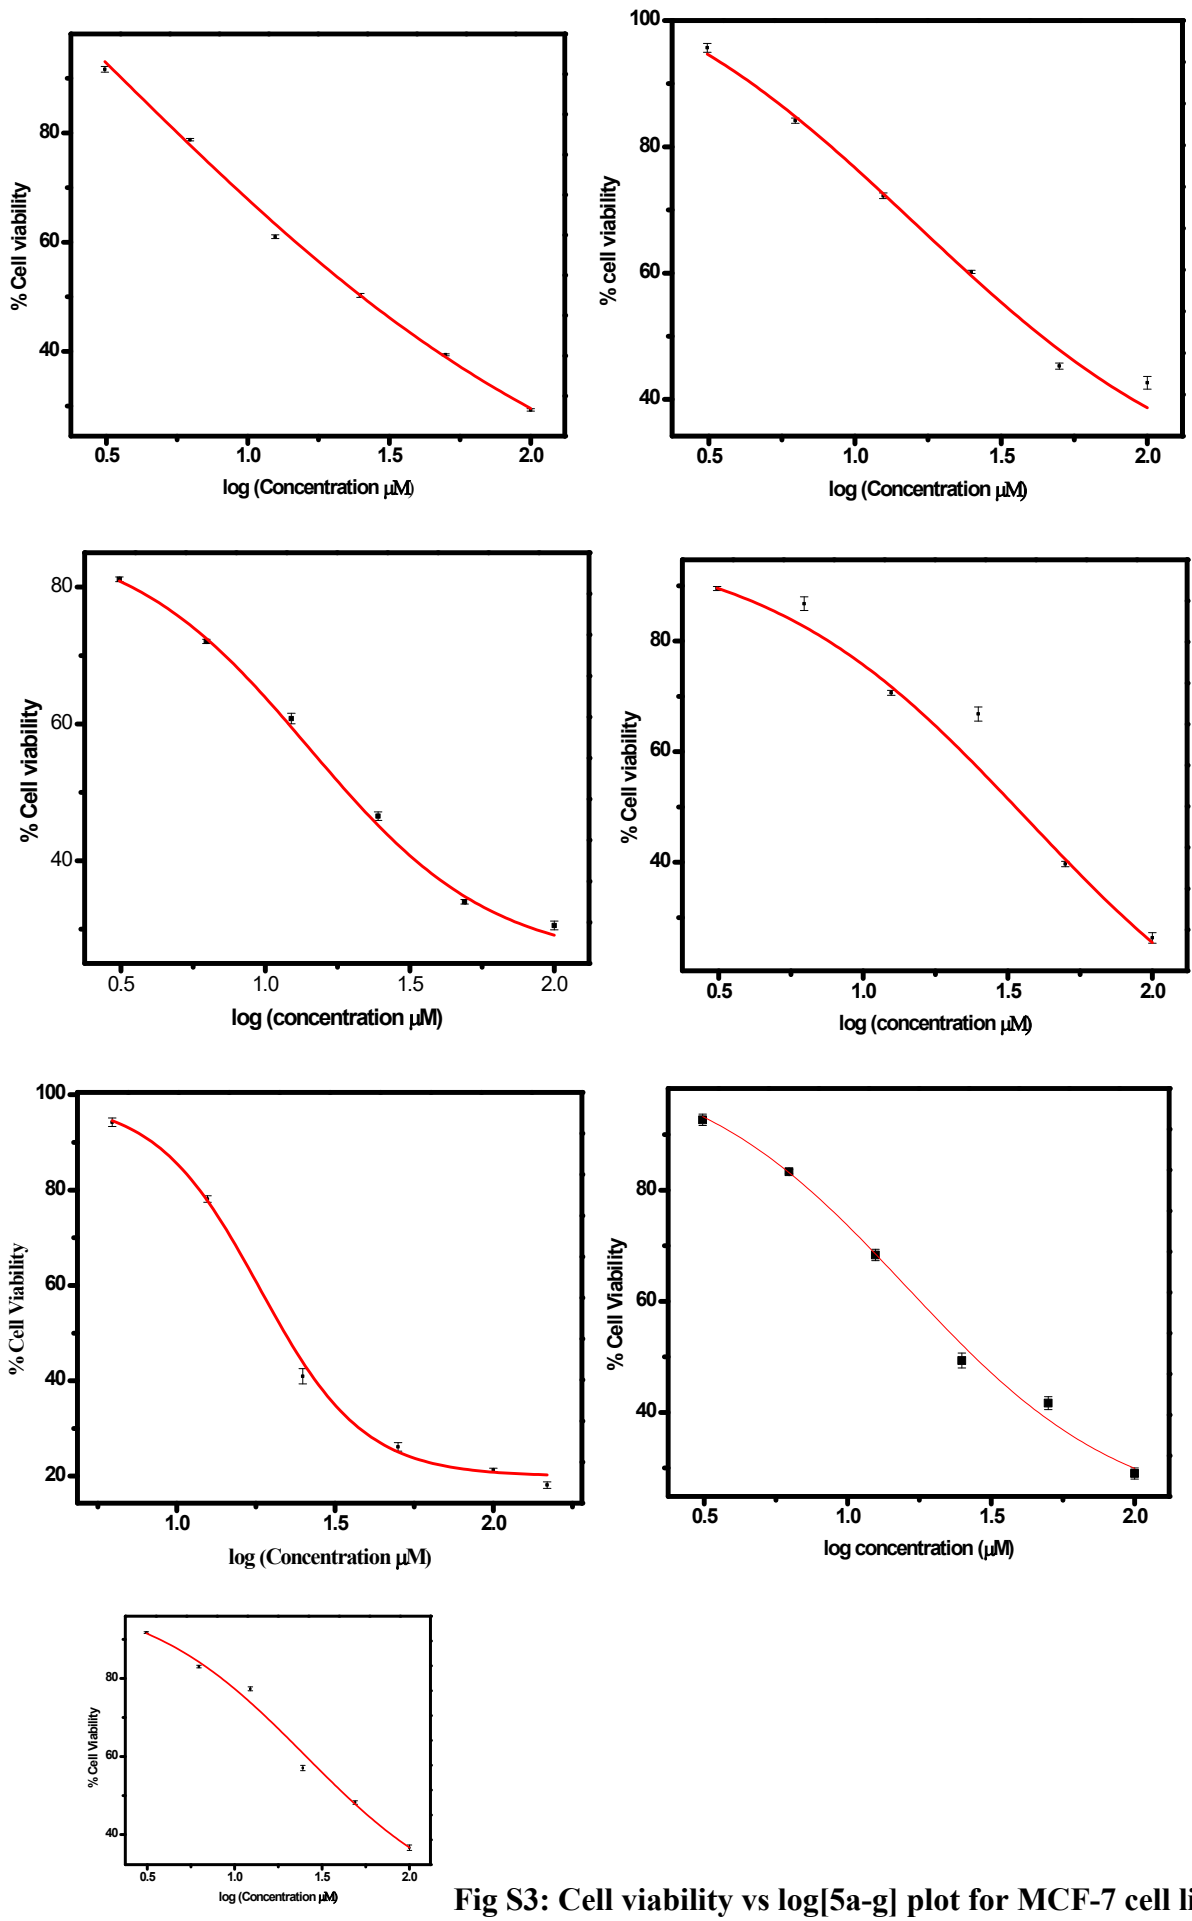 80
60
40
% Cell viability
0.5 1.0 1.5 2.0
log (Concentration μM)
100
80
60
40
% cell viability
0.5 1.0 1.5 2.0
log (Concentration μM)
80
60
40
% Cell viability
0.5 1.0 1.5 2.0
log (concentration μM)
80
60
40
% Cell viability
0.5 1.0 1.5 2.0
log (concentration μM)
100
80
60
40
20
% Cell Viability
1.0 1.5 2.0
log (Concentration μM)
80
60
40
% Cell Viability
0.5 1.0 1.5 2.0
log concentration (μM)
80
60
40
% Cell Viability
0.5 1.0 1.5 2.0
log (Concentration μM)
Fig S3: Cell viability vs log[5a-g] plot for MCF-7 cell li